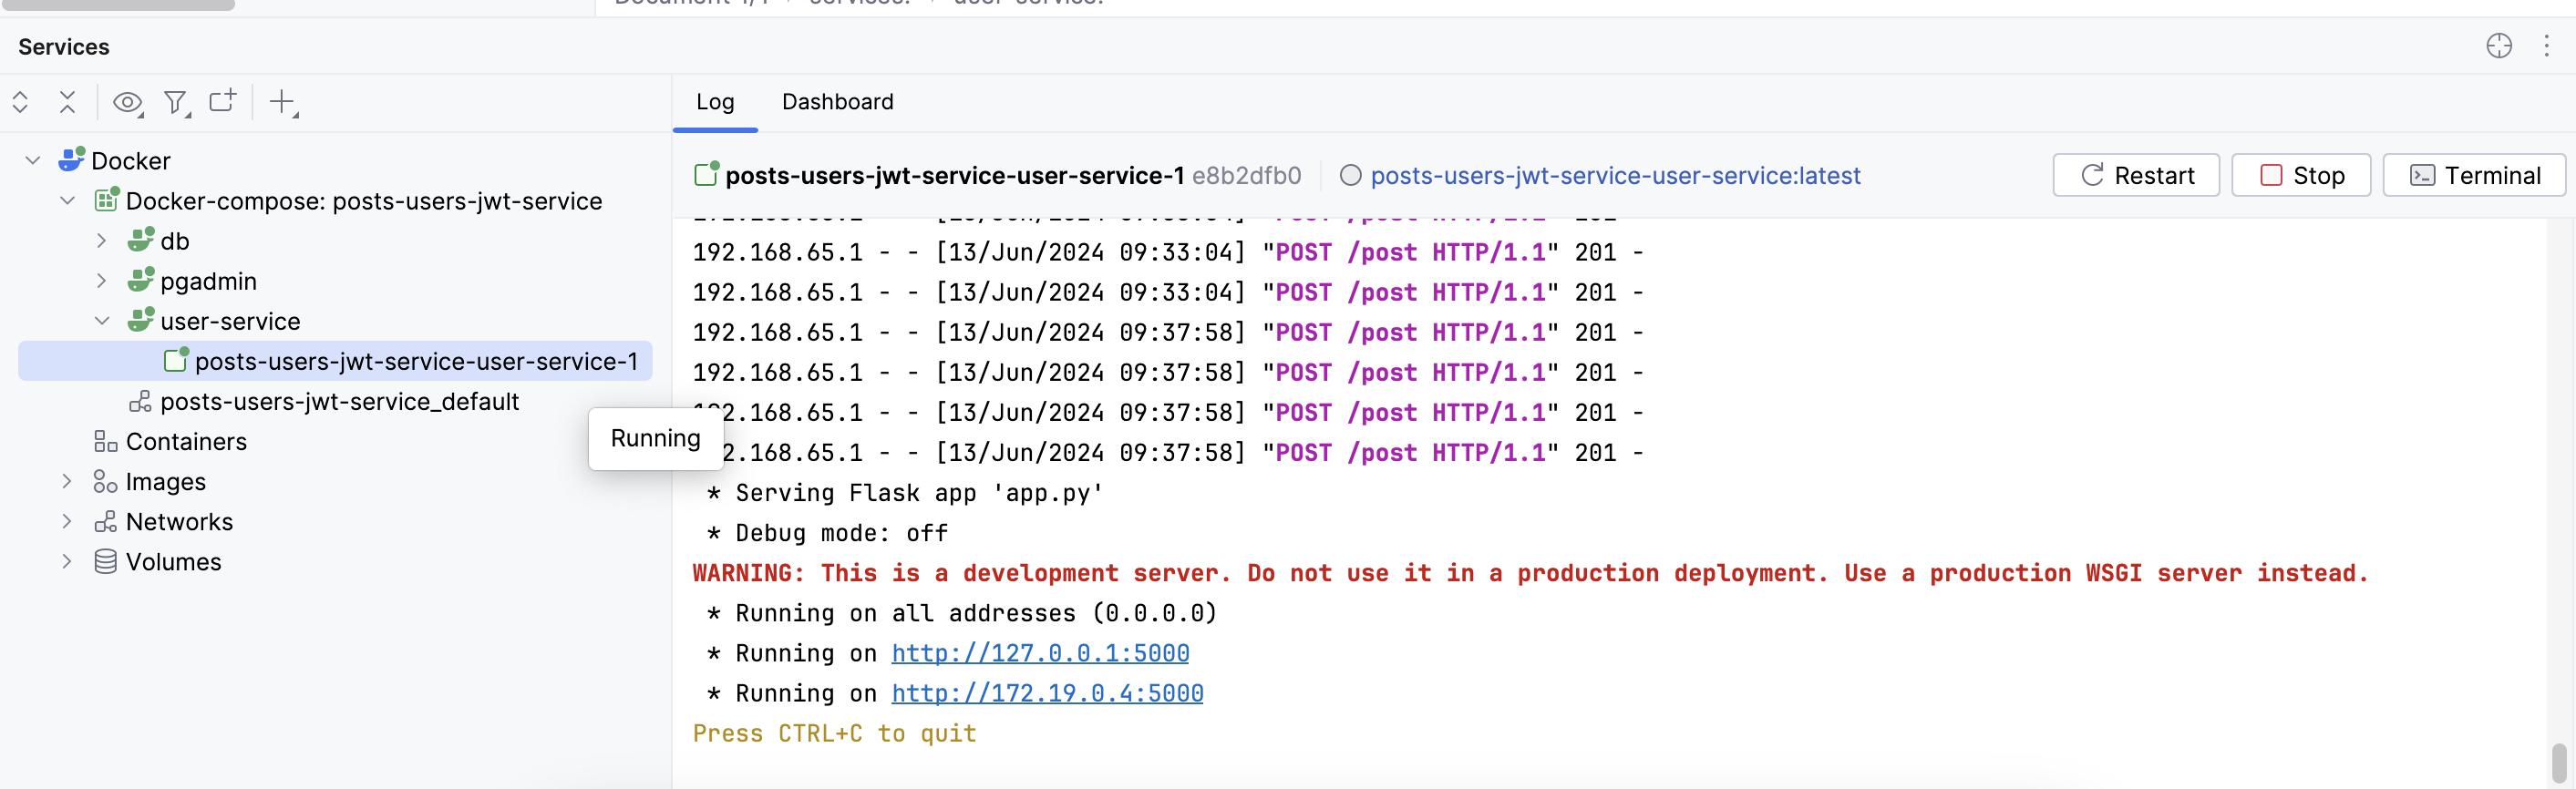 Services
Log Dashboard
Docker
Docker-compose: posts-users-jwt-service
db
pgadmin
user-service
posts-users-jwt-service-user-service-1
posts-users-jwt-service_default
Containers
Images
Networks
Volumes
Running
posts-users-jwt-service-user-service-1 e8b2dfb0 posts-users-jwt-service-user-service:latest Restart Stop Terminal
192.168.65.1 - - [13/Jun/2024 09:33:04] "POST /post HTTP/1.1" 201 -
192.168.65.1 - - [13/Jun/2024 09:33:04] "POST /post HTTP/1.1" 201 -
192.168.65.1 - - [13/Jun/2024 09:37:58] "POST /post HTTP/1.1" 201 -
192.168.65.1 - - [13/Jun/2024 09:37:58] "POST /post HTTP/1.1" 201 -
2.168.65.1 - - [13/Jun/2024 09:37:58] "POST /post HTTP/1.1" 201 -
2.168.65.1 - - [13/Jun/2024 09:37:58] "POST /post HTTP/1.1" 201 -
* Serving Flask app 'app.py'
* Debug mode: off
WARNING: This is a development server. Do not use it in a production deployment. Use a production WSGI server instead.
* Running on all addresses (0.0.0.0)
* Running on http://127.0.0.1:5000
* Running on http://172.19.0.4:5000
Press CTRL+C to quit